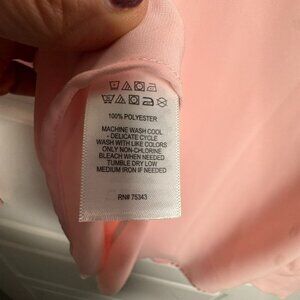 100% POLYESTER
MACHINE WASH COOL
- DELICATE CYCLE
WASH WITH LIKE COLORS
ONLY NON-CHLORINE
BLEACH WHEN NEEDED
TUMBLE DRY LOW
MEDIUM IRON IF NEEDED
RN# 75343